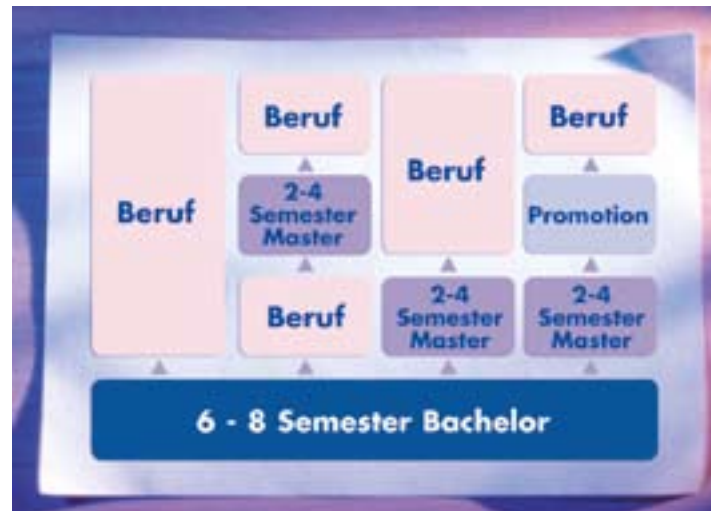 Beruf
Beruf
Beruf
Beruf
2-4
Semester
Master
Promotion
Beruf
2-4
Semester
Master
2-4
Semester
Master
6 - 8 Semester Bachelor